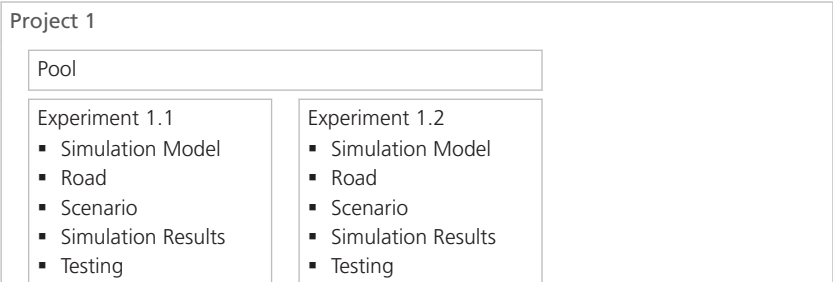 Project 1
Pool
Experiment 1.1
▪ Simulation Model
▪ Road
▪ Scenario
▪ Simulation Results
▪ Testing
Experiment 1.2
▪ Simulation Model
▪ Road
▪ Scenario
▪ Simulation Results
▪ Testing